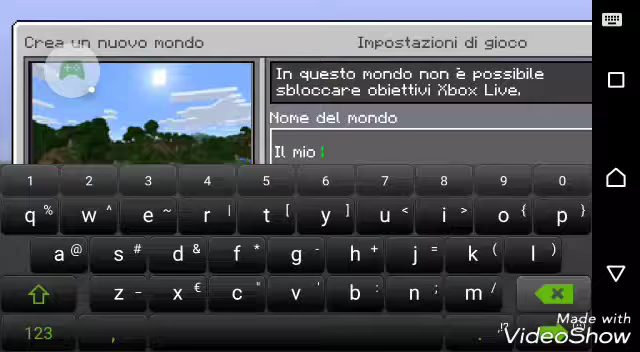 Crea un nuovo mondo
Impostazioni di gioco
In questo mondo non è possibile
sbloccare obiettivi Xbox Live.
Nome del mondo
Il mio
1 2 3 4 5 6 7 8 9 0
q % w ^ e ~ r | t [ y ] u < i > o { p }
a @ s # d & f * g - h + j = k ( l )
z - x € c " v ' b : n ; m /
123 , . ,!?
Made with
VideoShow